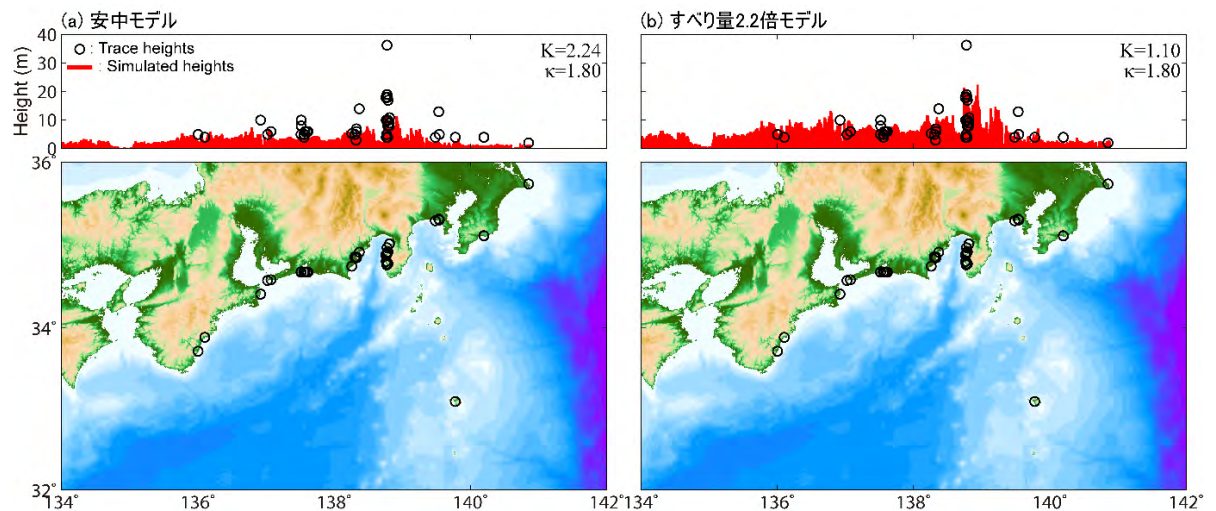 (a) 安中モデル
40
30
20
10
0
Height (m)
○ : Trace heights
: Simulated heights
K=2.24
κ=1.80
(b) すべり量2.2倍モデル
K=1.10
κ=1.80
36˚
34˚
32˚
134˚ 136˚ 138˚ 140˚ 142˚
134˚ 136˚ 138˚ 140˚ 142˚